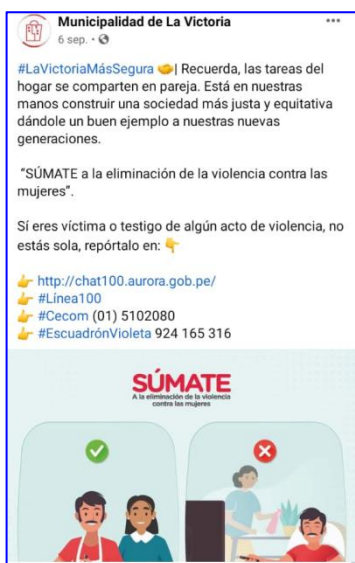 Municipalidad de La Victoria
6 sep.
#LaVictoriaMásSegura | Recuerda, las tareas del
hogar se comparten en pareja. Está en nuestras
manos construir una sociedad más justa y equitativa
dándole un buen ejemplo a nuestras nuevas
generaciones.
"SÚMATE a la eliminación de la violencia contra las
mujeres".
Sí eres víctima o testigo de algún acto de violencia, no
estás sola, repórtalo en:
http://chat100.aurora.gob.pe/
#Línea100
#Cecom (01) 5102080
#EscuadrónVioleta 924 165 316
SÚMATE
A la eliminación de la violencia
contra las mujeres